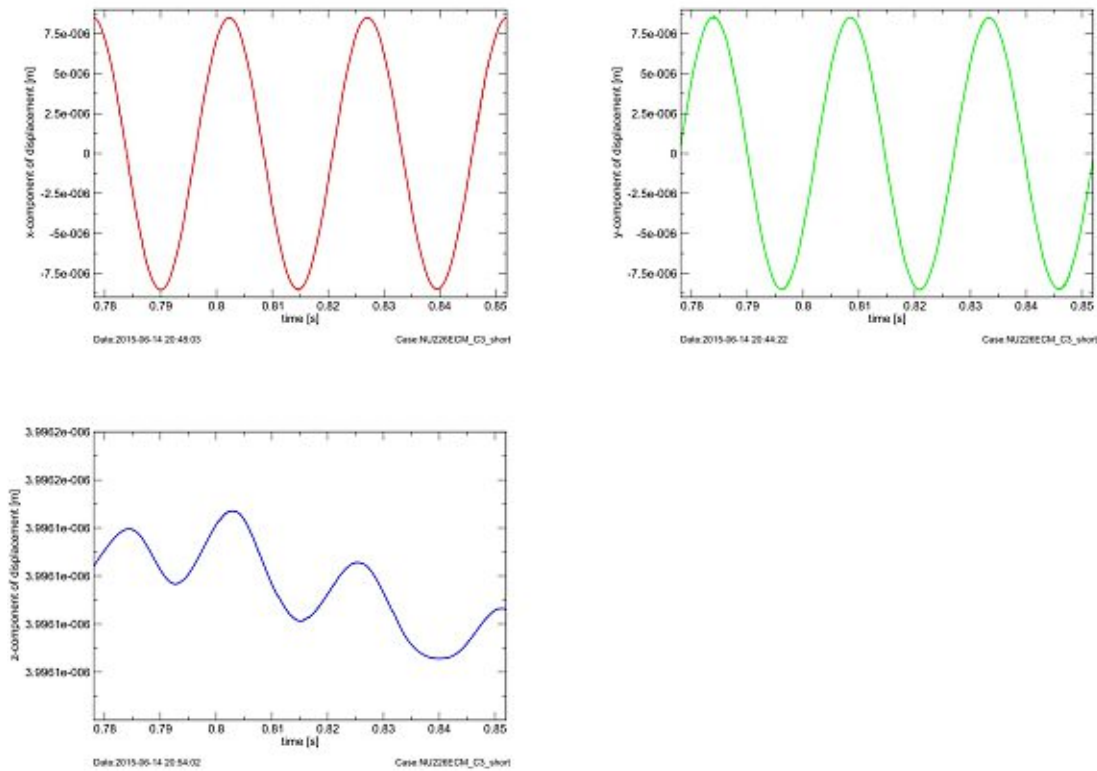 7.5e-006
5e-006
2.5e-006
0
-2.5e-006
-5e-006
-7.5e-006
x-component of displacement [m]
0.78 0.79 0.8 0.81 0.82 0.83 0.84 0.85
time [s]
Date:2015-06-14 20:48:03 Case:NU226ECM_C3_short
7.5e-006
5e-006
2.5e-006
0
-2.5e-006
-5e-006
-7.5e-006
y-component of displacement [m]
0.78 0.79 0.8 0.81 0.82 0.83 0.84 0.85
time [s]
Date:2015-06-14 20:44:22 Case:NU226ECM_C3_short
3.9962e-006
3.9962e-006
3.9961e-006
3.9961e-006
3.9961e-006
3.9961e-006
z-component of displacement [m]
0.78 0.79 0.8 0.81 0.82 0.83 0.84 0.85
time [s]
Date:2015-06-14 20:54:02 Case:NU226ECM_C3_short